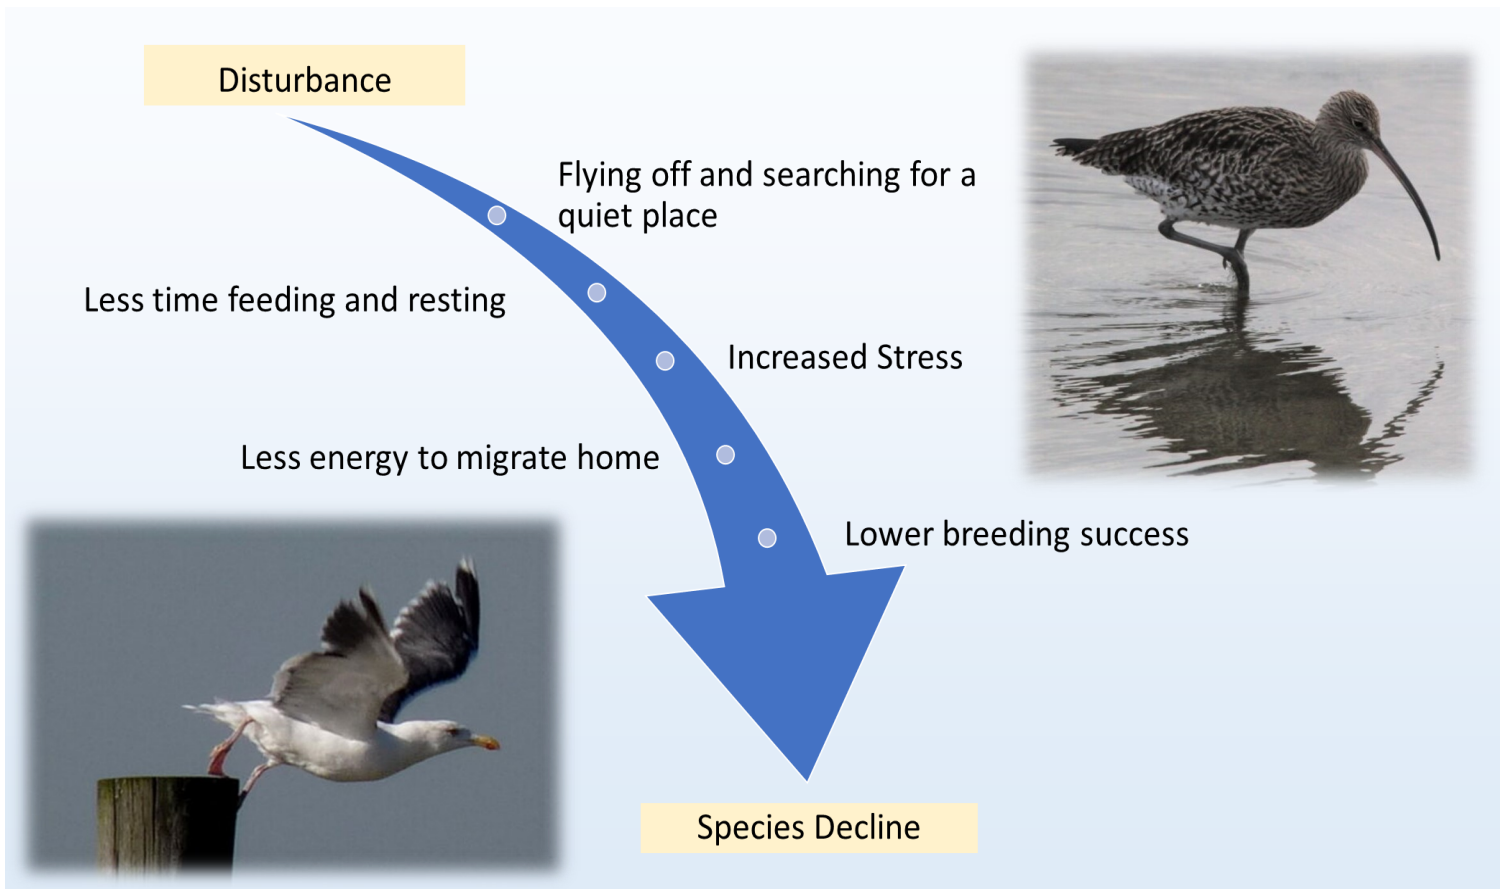 Disturbance
Flying off and searching for a
quiet place
Less time feeding and resting
Increased Stress
Less energy to migrate home
Lower breeding success
Species Decline